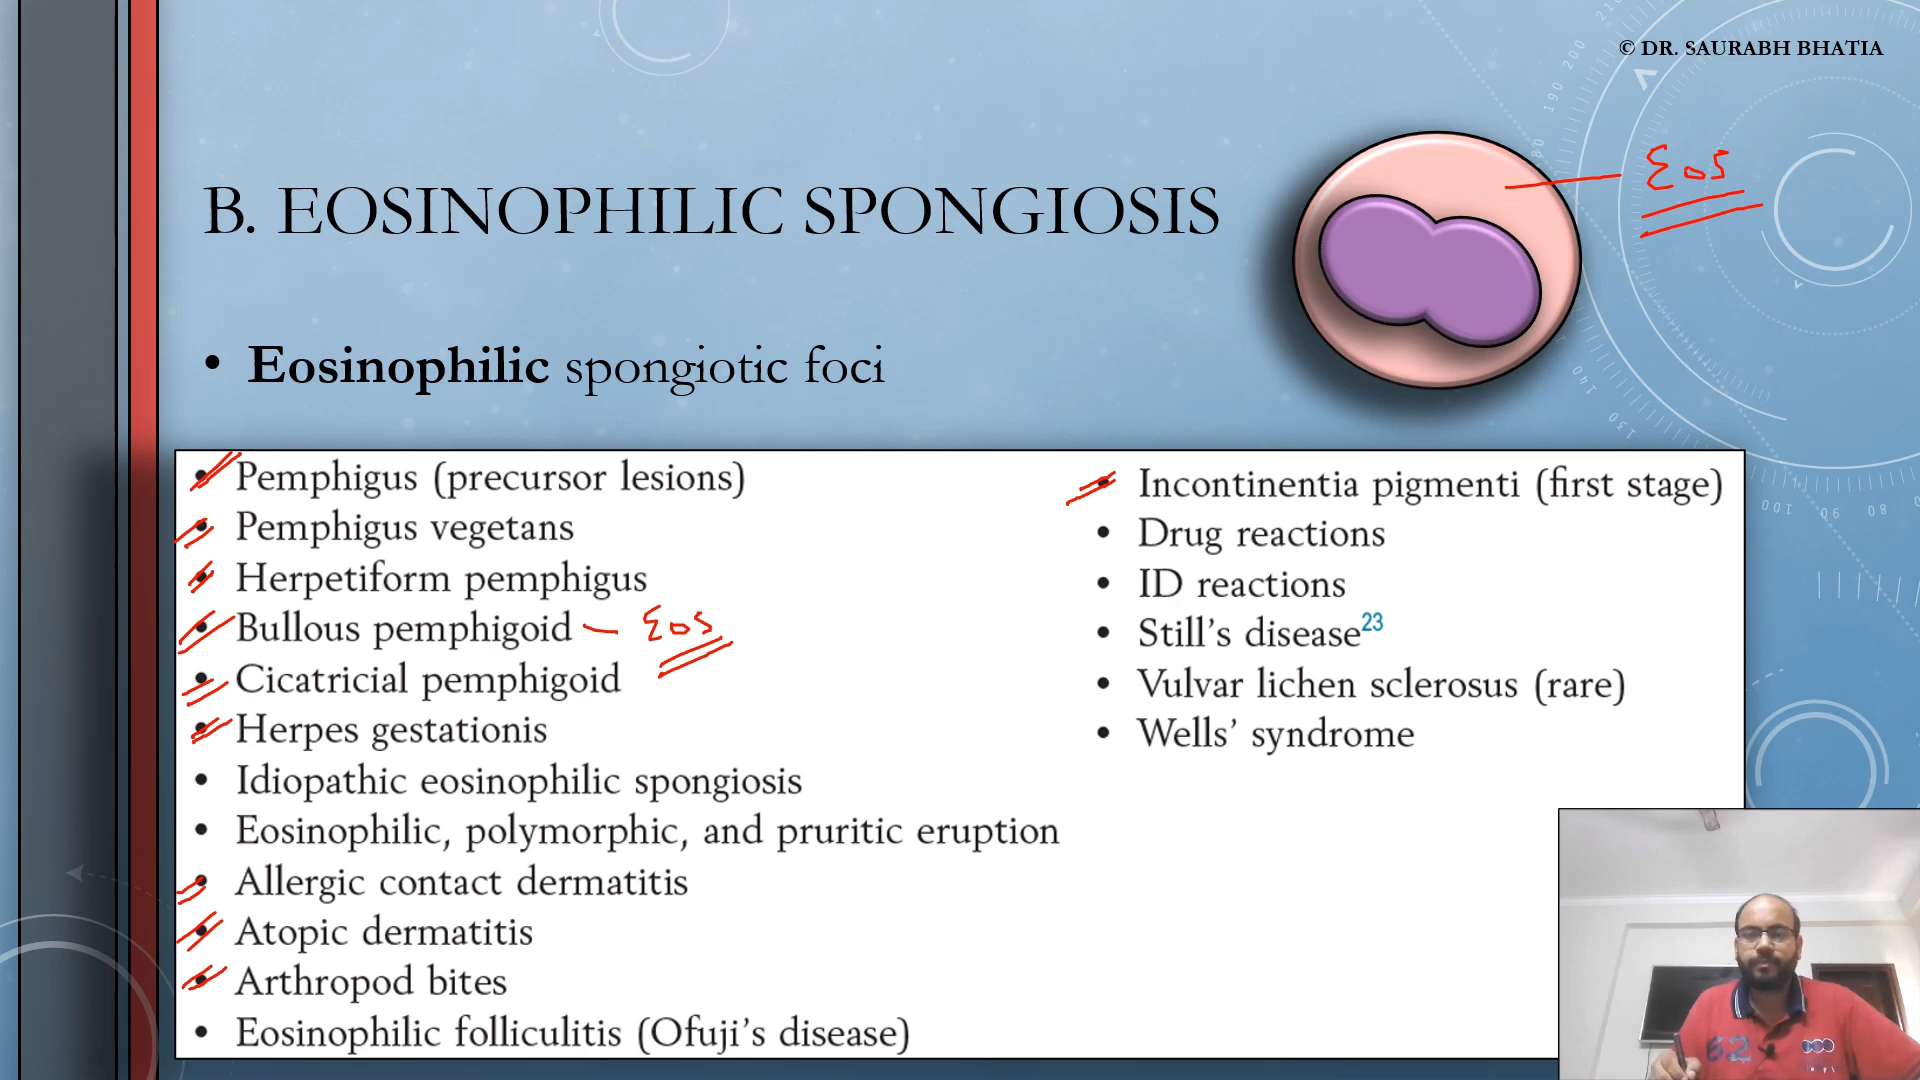 © DR. SAURABH BHATIA
B. EOSINOPHILIC SPONGIOSIS
Eos
• Eosinophilic spongiotic foci
• Pemphigus (precursor lesions)
• Pemphigus vegetans
• Herpetiform pemphigus
• Bullous pemphigoid – Eos
• Cicatricial pemphigoid
• Herpes gestationis
• Idiopathic eosinophilic spongiosis
• Eosinophilic, polymorphic, and pruritic eruption
• Allergic contact dermatitis
• Atopic dermatitis
• Arthropod bites
• Eosinophilic folliculitis (Ofuji's disease)
• Incontinentia pigmenti (first stage)
• Drug reactions
• ID reactions
• Still's disease23
• Vulvar lichen sclerosus (rare)
• Wells' syndrome
62